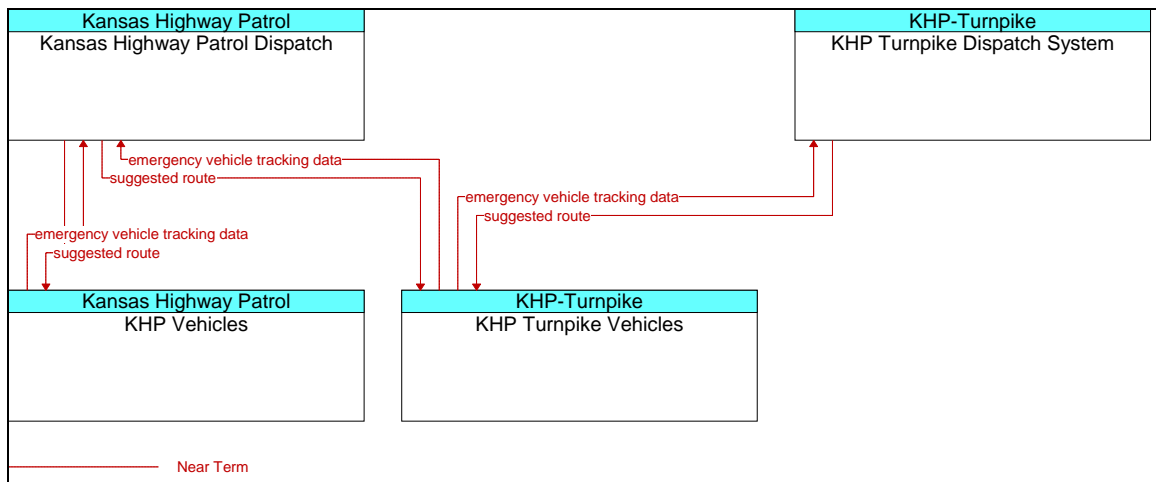 Kansas Highway Patrol
Kansas Highway Patrol Dispatch
KHP-Turnpike
KHP Turnpike Dispatch System
emergency vehicle tracking data
suggested route
emergency vehicle tracking data
suggested route
emergency vehicle tracking data
suggested route
Kansas Highway Patrol
KHP Vehicles
KHP-Turnpike
KHP Turnpike Vehicles
Near Term